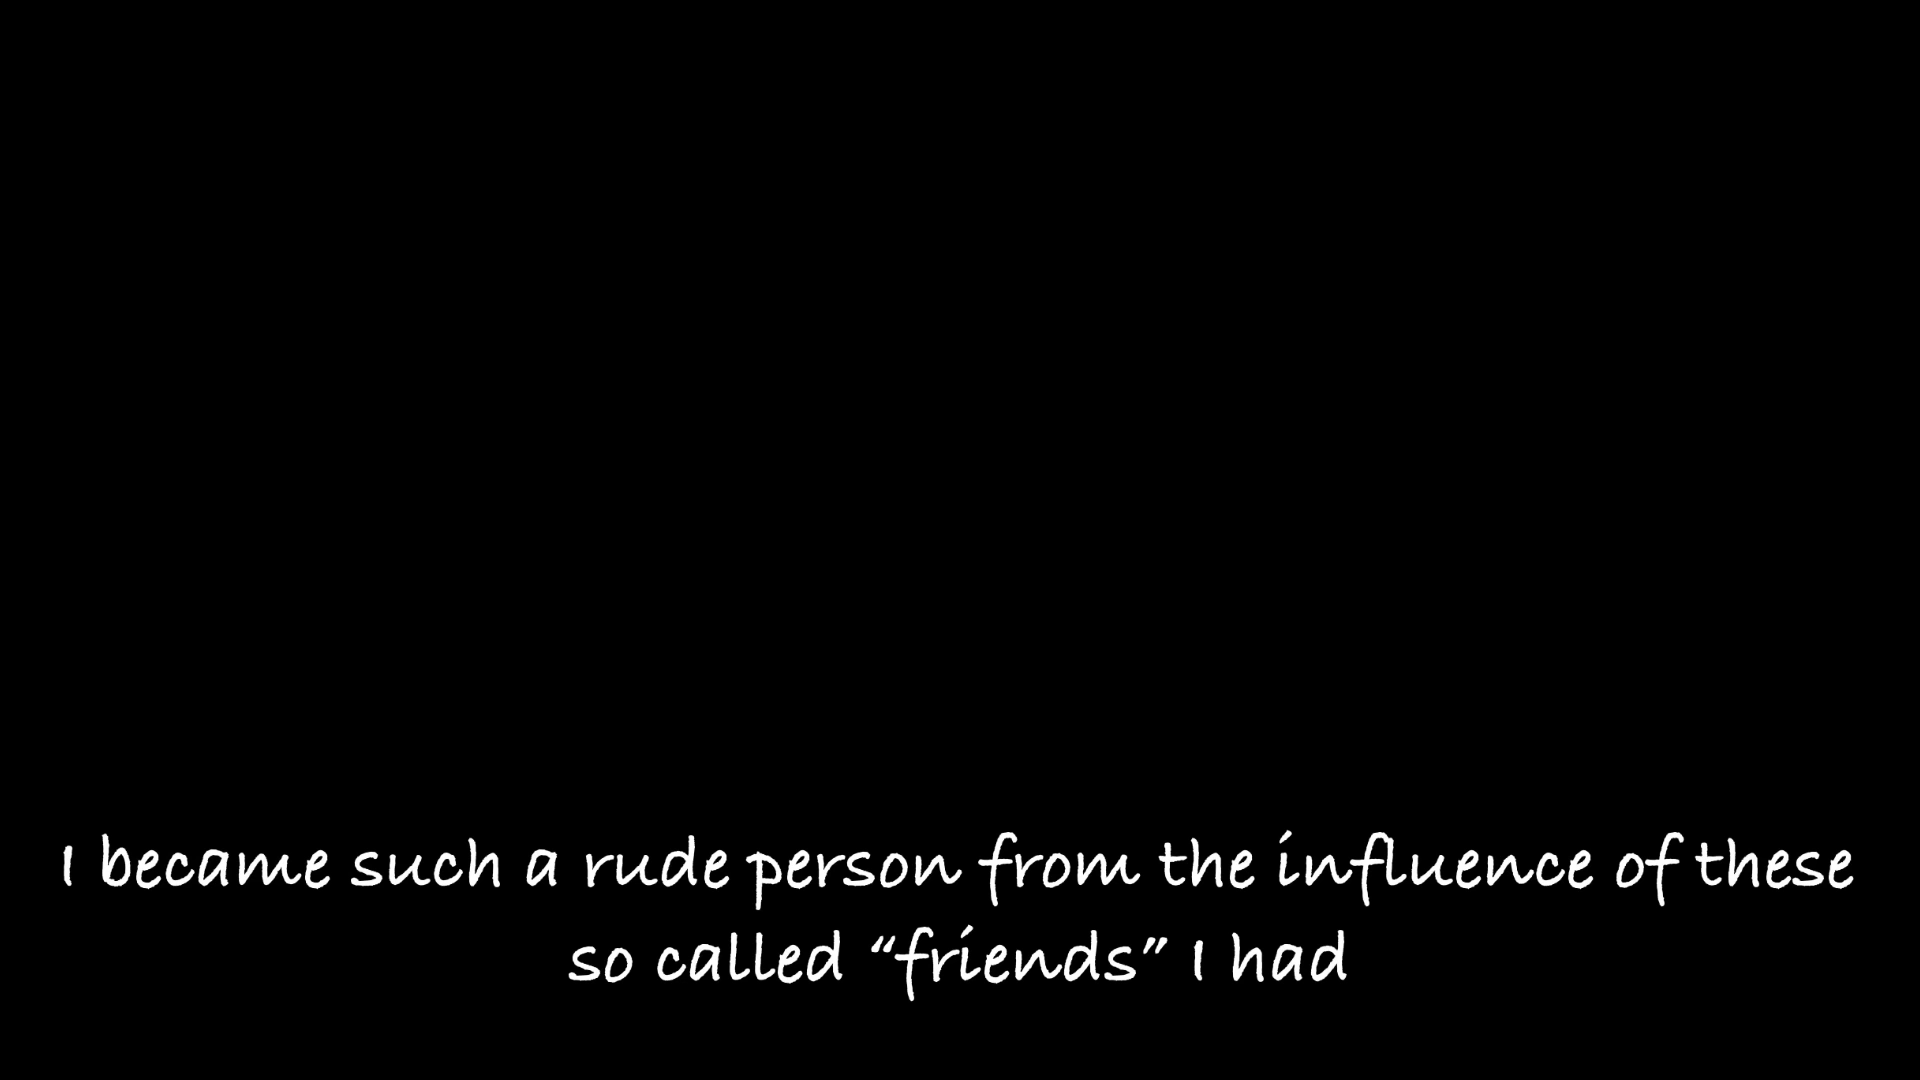 I became such a rude person from the influence of these
so called “friends” I had